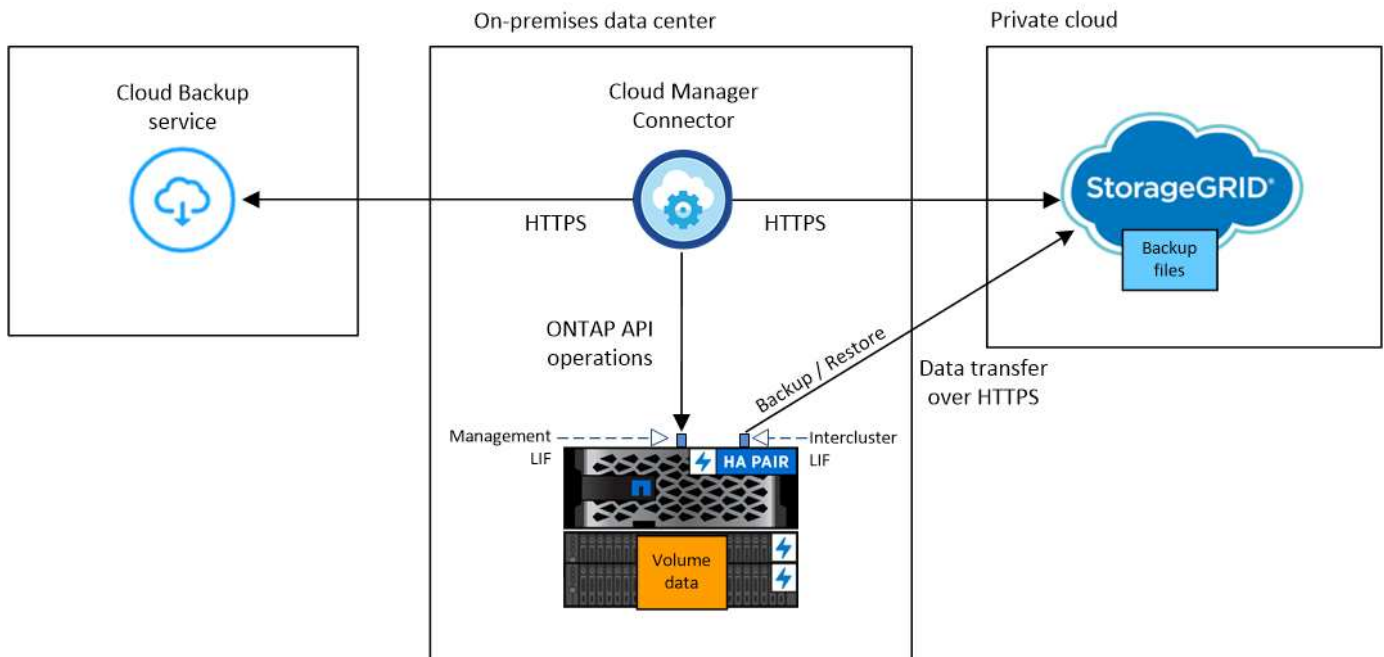 On-premises data center
Private cloud
Cloud Backup
service
Cloud Manager
Connector
HTTPS
HTTPS
StorageGRID®
Backup
files
ONTAP API
operations
Backup / Restore
Data transfer
over HTTPS
Management
LIF
Intercluster
LIF
HA PAIR
Volume
data